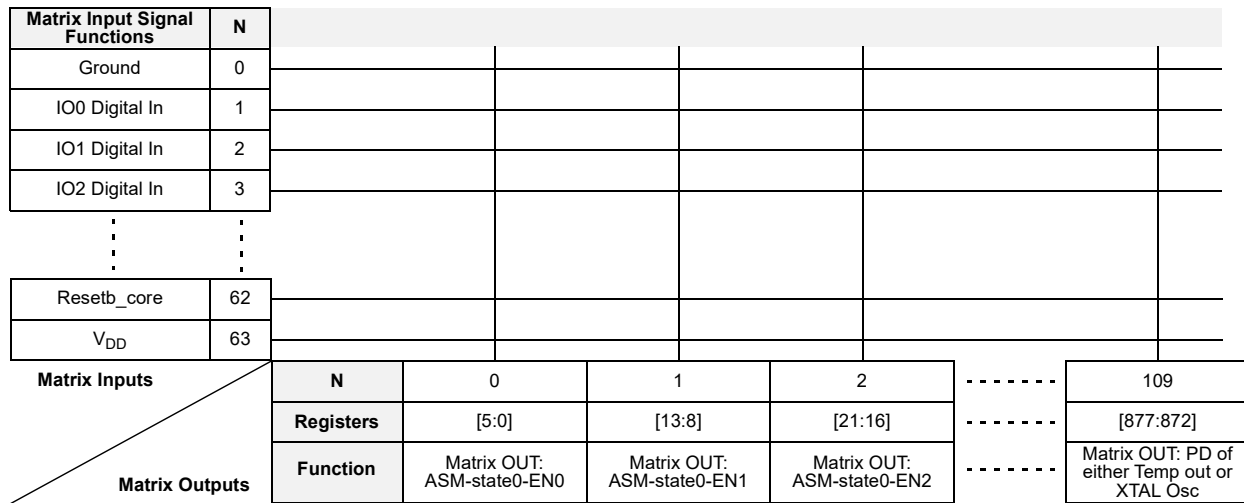 Matrix Input Signal
Functions
N
Ground
0
IO0 Digital In
1
IO1 Digital In
2
IO2 Digital In
3
Resetb_core
62
VDD
63
Matrix Inputs
N
0
1
2
109
Registers
[5:0]
[13:8]
[21:16]
[877:872]
Matrix Outputs
Function
Matrix OUT:
ASM-state0-EN0
Matrix OUT:
ASM-state0-EN1
Matrix OUT:
ASM-state0-EN2
Matrix OUT: PD of
either Temp out or
XTAL Osc